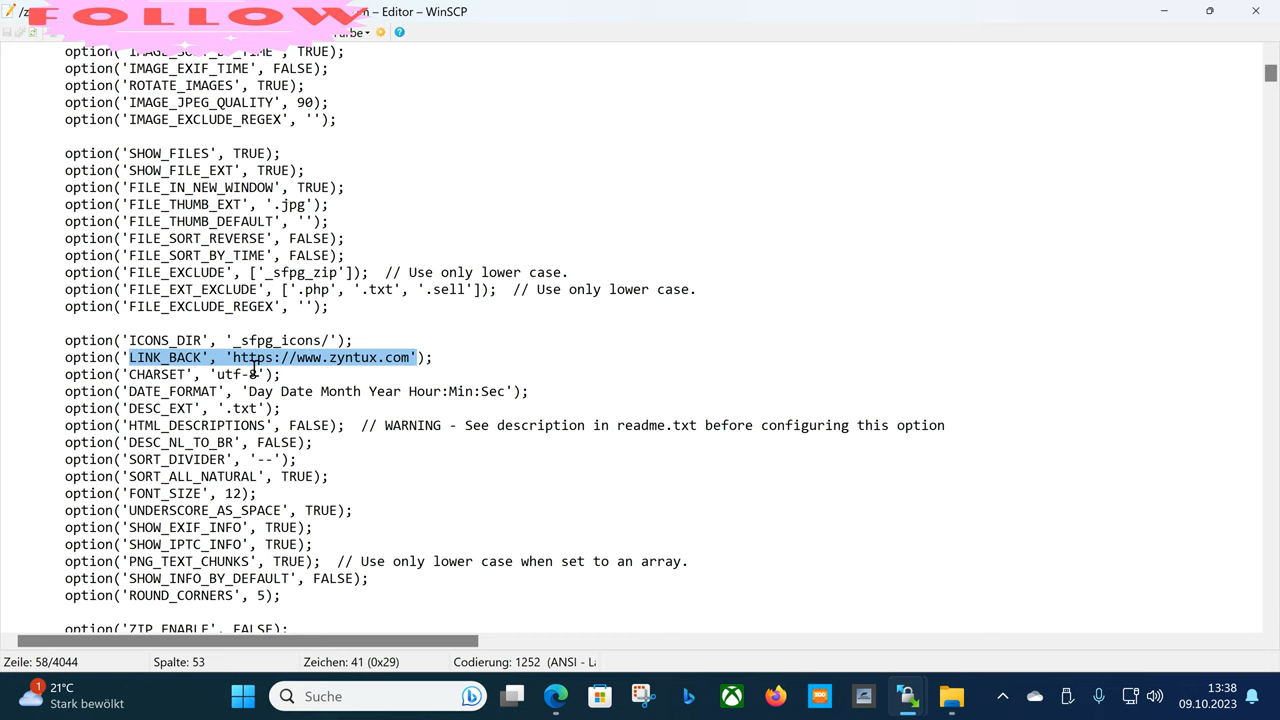 FOLLOW
– Editor – WinSCP
option('IMAGE_EXIF_TIME', FALSE);
option('ROTATE_IMAGES', TRUE);
option('IMAGE_JPEG_QUALITY', 90);
option('IMAGE_EXCLUDE_REGEX', '');
option('SHOW_FILES', TRUE);
option('SHOW_FILE_EXT', TRUE);
option('FILE_IN_NEW_WINDOW', TRUE);
option('FILE_THUMB_EXT', '.jpg');
option('FILE_THUMB_DEFAULT', '');
option('FILE_SORT_REVERSE', FALSE);
option('FILE_SORT_BY_TIME', FALSE);
option('FILE_EXCLUDE', ['_sfpg_zip']);  // Use only lower case.
option('FILE_EXT_EXCLUDE', ['.php', '.txt', '.sell']);  // Use only lower case.
option('FILE_EXCLUDE_REGEX', '');
option('ICONS_DIR', '_sfpg_icons/');
option('LINK_BACK', 'https://www.zyntux.com');
option('CHARSET', 'utf-8');
option('DATE_FORMAT', 'Day Date Month Year Hour:Min:Sec');
option('DESC_EXT', '.txt');
option('HTML_DESCRIPTIONS', FALSE);  // WARNING - See description in readme.txt before configuring this option
option('DESC_NL_TO_BR', FALSE);
option('SORT_DIVIDER', '--');
option('SORT_ALL_NATURAL', TRUE);
option('FONT_SIZE', 12);
option('UNDERSCORE_AS_SPACE', TRUE);
option('SHOW_EXIF_INFO', TRUE);
option('SHOW_IPTC_INFO', TRUE);
option('PNG_TEXT_CHUNKS', TRUE);  // Use only lower case when set to an array.
option('SHOW_INFO_BY_DEFAULT', FALSE);
option('ROUND_CORNERS', 5);
option('ZIP_ENABLE', FALSE);
Zeile: 58/4044 Spalte: 53 Zeichen: 41 (0x29) Codierung: 1252 (ANSI - La
1
21°C
Stark bewölkt
Suche
13:38
09.10.2023